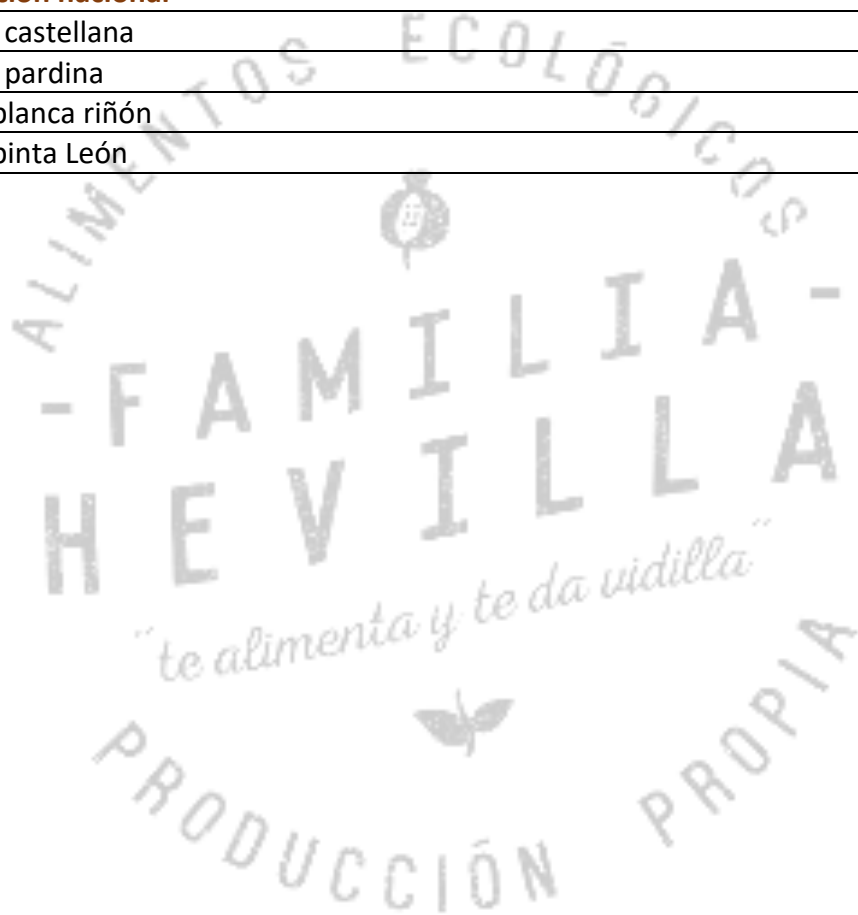 castellana
pardina
blanca riñón
pinta León
ALIMENTOS ECOLÓGICOS
-FAMILIA-
HEVILLA
"te alimenta y te da vidilla"
PRODUCCIÓN PROPIA